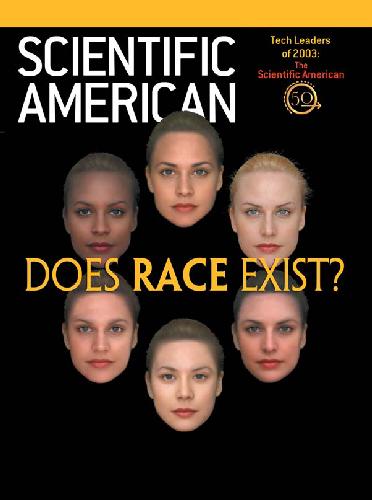 SCIENTIFIC
AMERICAN
Tech Leaders
of 2003:
The
Scientific American
50
DOES RACE EXIST?